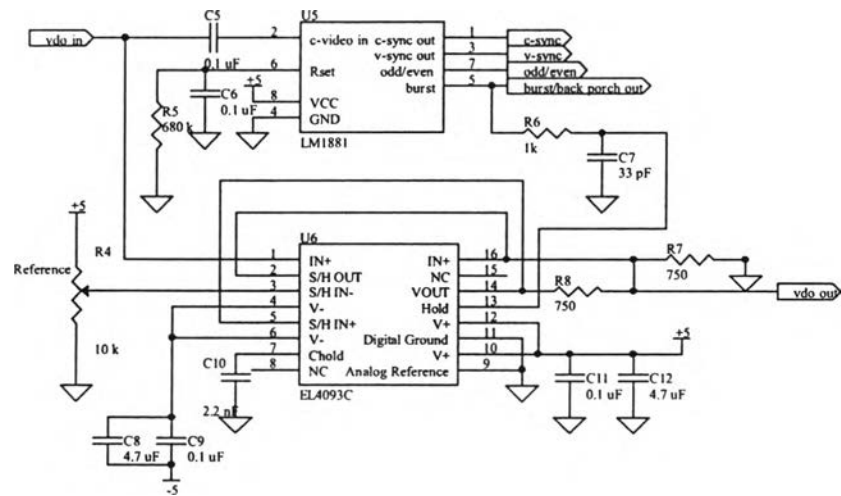 C5
U5
vdo in
2
c-video in
c-sync out
1
c-sync
0.1 uF
v-sync out
3
v-sync
6
Rset
odd/even
7
odd/even
+5
burst
5
burst/back porch out
C6
0.1 uF
8
VCC
R5
680 k
4
GND
R6
LM1881
1k
C7
33 pF
+5
U6
R4
1
IN+
IN+
16
R7
Reference
2
S/H OUT
NC
15
750
3
S/H IN-
VOUT
14
R8
vdo out
4
V-
Hold
13
750
5
S/H IN+
V+
12
+5
6
V-
Digital Ground
11
10 k
C10
7
Chold
V+
10
8
NC
Analog Reference
9
C11
C12
2.2 nF
EL4093C
0.1 uF
4.7 uF
C8
C9
4.7 uF
0.1 uF
-5